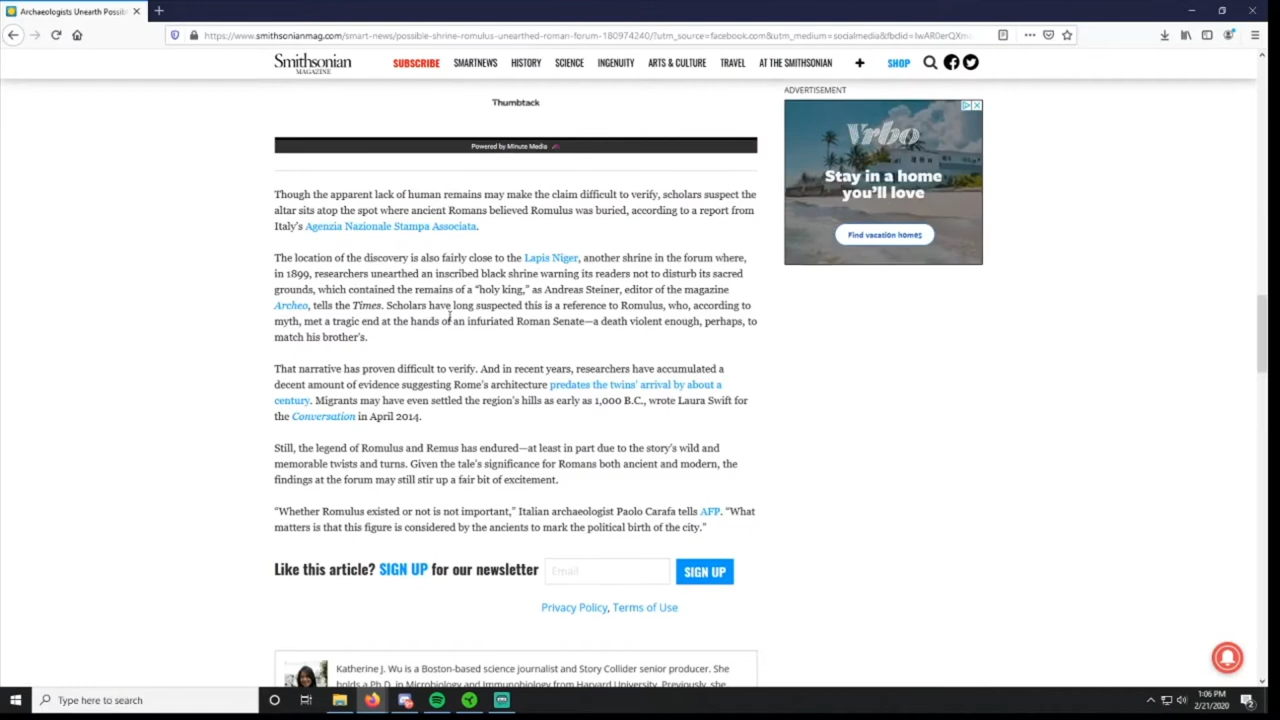 Archaeologists Unearth Possib
https://www.smithsonianmag.com/smart-news/possible-shrine-romulus-unearthed-roman-forum-180974240/?utm_source=facebook.com&utm_medium=socialmedia&fbdid=IwAR0erQXm
Smithsonian
MAGAZINE
SUBSCRIBE SMARTNEWS HISTORY SCIENCE INGENUITY ARTS & CULTURE TRAVEL AT THE SMITHSONIAN + SHOP
ADVERTISEMENT
Thumbtack
Powered by Minute Media
Vrbo
Stay in a home
you'll love
Find vacation homes
Though the apparent lack of human remains may make the claim difficult to verify, scholars suspect the
altar sits atop the spot where ancient Romans believed Romulus was buried, according to a report from
Italy's Agenzia Nazionale Stampa Associata.
The location of the discovery is also fairly close to the Lapis Niger, another shrine in the forum where,
in 1899, researchers unearthed an inscribed black shrine warning its readers not to disturb its sacred
grounds, which contained the remains of a “holy king,” as Andreas Steiner, editor of the magazine
Archeo, tells the Times. Scholars have long suspected this is a reference to Romulus, who, according to
myth, met a tragic end at the hands of an infuriated Roman Senate—a death violent enough, perhaps, to
match his brother's.
That narrative has proven difficult to verify. And in recent years, researchers have accumulated a
decent amount of evidence suggesting Rome's architecture predates the twins' arrival by about a
century. Migrants may have even settled the region's hills as early as 1,000 B.C., wrote Laura Swift for
the Conversation in April 2014.
Still, the legend of Romulus and Remus has endured—at least in part due to the story's wild and
memorable twists and turns. Given the tale's significance for Romans both ancient and modern, the
findings at the forum may still stir up a fair bit of excitement.
“Whether Romulus existed or not is not important,” Italian archaeologist Paolo Carafa tells AFP. “What
matters is that this figure is considered by the ancients to mark the political birth of the city.”
Like this article? SIGN UP for our newsletter
Email
SIGN UP
Privacy Policy, Terms of Use
Katherine J. Wu is a Boston-based science journalist and Story Collider senior producer. She
holds a Ph.D. in Microbiology and Immunobiology from Harvard University. Previously, she
Type here to search
1:06 PM
2/21/2020